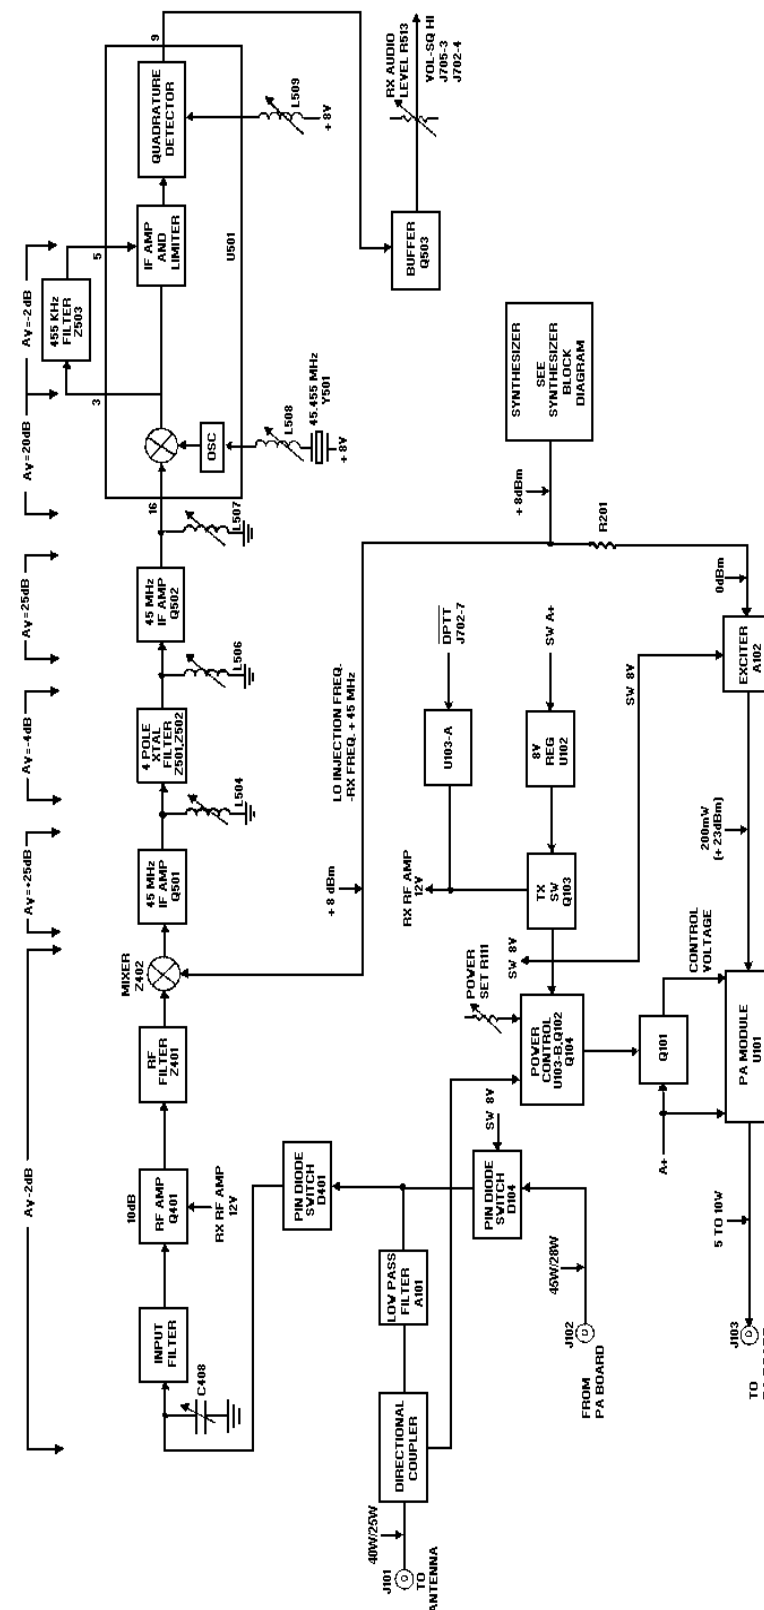 AV-2dB
AV=+25dB
AV=-4dB
AV=25dB
AV=20dB
AV=-2dB
C408
INPUT
FILTER
10dB
RF AMP
Q401
RX RF AMP
12V
RF
FILTER
Z401
MIXER
Z402
45 MHz
IF AMP
Q501
L504
4 POLE
XTAL
FILTER
Z501,Z502
L506
45 MHz
IF AMP
Q502
L507
16
3
5
9
455 KHz
FILTER
Z503
OSC
L508
45.455 MHz
Y501
+ 8V
IF AMP
AND
LIMITER
U501
QUADRATURE
DETECTOR
L509
+ 8V
BUFFER
Q503
RX AUDIO
LEVEL R513
VOL-SQ HI
J705-3
J702-4
PIN DIODE
SWITCH
D401
+ 8 dBm
LO INJECTION FREQ.
-RX FREQ. + 45 MHz
SYNTHESIZER
SEE
SYNTHESIZER
BLOCK
DIAGRAM
+ 8dBm
R201
0dBm
J101
TO
ANTENNA
40W/25W
DIRECTIONAL
COUPLER
LOW PASS
FILTER
A101
PIN DIODE
SWITCH
D104
SW 8V
45W/28W
J102
FROM
PA BOARD
POWER
SET R111
POWER
CONTROL
U103-B,Q102
Q104
SW 8V
TX
SW
Q103
RX RF AMP
12V
U103-A
DPTT
J702-7
8V
REG
U102
SW A+
SW 8V
EXCITER
A102
200mW
(+ 23dBm)
CONTROL
VOLTAGE
Q101
A+
PA MODULE
U101
5 TO 10W
J103
TO